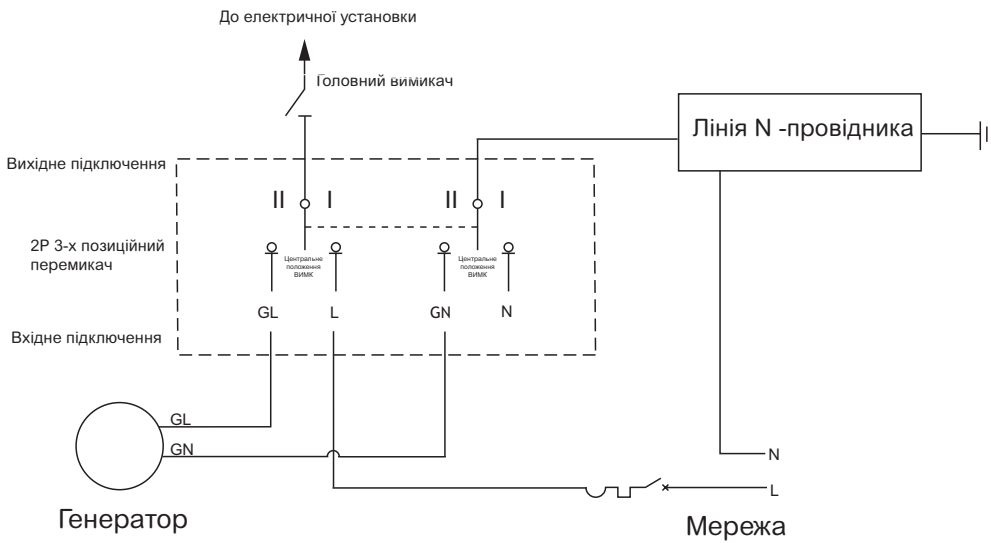 До електричної установки
Головний вимикач
Лінія N -провідника
Вихідне підключення
II I II I
2P 3-х позиційний
перемикач
Центральне
положення
ВИМК
Центральне
положення
ВИМК
GL L GN N
Вхідне підключення
GL
GN
N
L
Генератор
Мережа